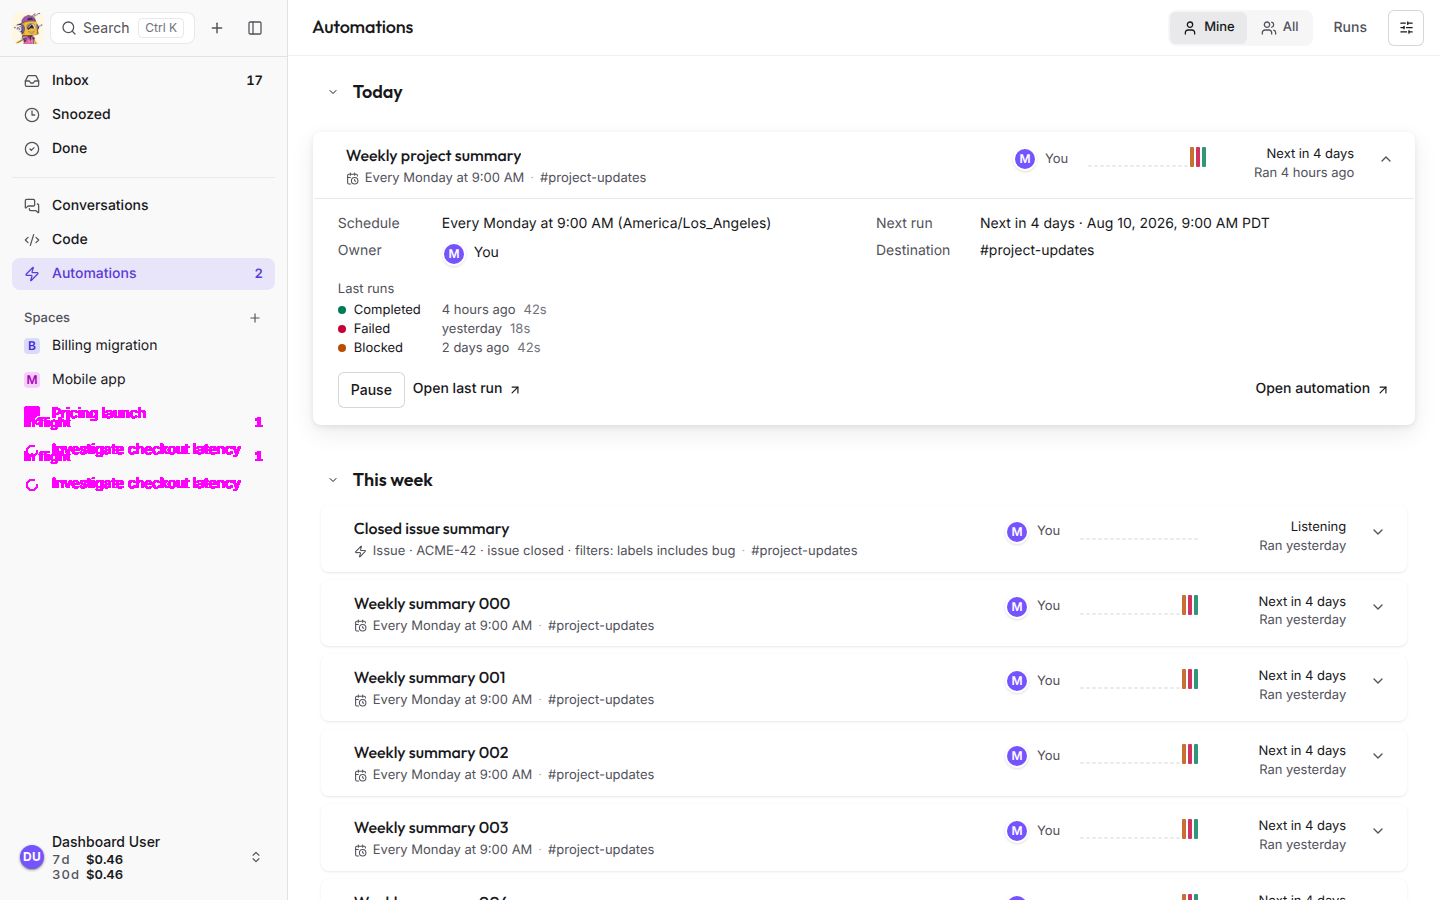 Search Ctrl K
Inbox 17
Snoozed
Done
Conversations
Code
Automations 2
Spaces
B Billing migration
M Mobile app
Pricing launch
In flight 1
Investigate checkout latency
In flight 1
Investigate checkout latency
DU Dashboard User
7d $0.46
30d $0.46
Automations
Mine All Runs
Today
Weekly project summary
Every Monday at 9:00 AM · #project-updates
M You
Next in 4 days
Ran 4 hours ago
Schedule Every Monday at 9:00 AM (America/Los_Angeles)
Next run Next in 4 days · Aug 10, 2026, 9:00 AM PDT
Owner M You
Destination #project-updates
Last runs
Completed 4 hours ago 42s
Failed yesterday 18s
Blocked 2 days ago 42s
Pause Open last run
Open automation
This week
Closed issue summary
Issue · ACME-42 · issue closed · filters: labels includes bug · #project-updates
M You
Listening
Ran yesterday
Weekly summary 000
Every Monday at 9:00 AM · #project-updates
M You
Next in 4 days
Ran yesterday
Weekly summary 001
Every Monday at 9:00 AM · #project-updates
M You
Next in 4 days
Ran yesterday
Weekly summary 002
Every Monday at 9:00 AM · #project-updates
M You
Next in 4 days
Ran yesterday
Weekly summary 003
Every Monday at 9:00 AM · #project-updates
M You
Next in 4 days
Ran yesterday